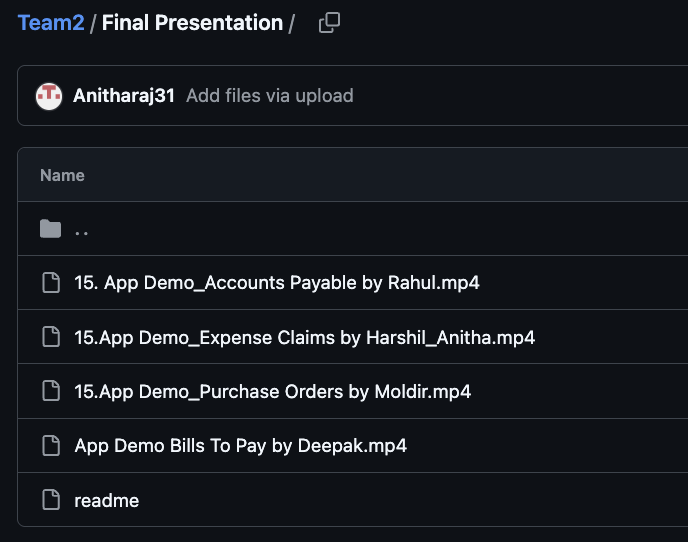 Team2 / Final Presentation /
Anitharaj31 Add files via upload
Name
..
15. App Demo_Accounts Payable by Rahul.mp4
15.App Demo_Expense Claims by Harshil_Anitha.mp4
15.App Demo_Purchase Orders by Moldir.mp4
App Demo Bills To Pay by Deepak.mp4
readme